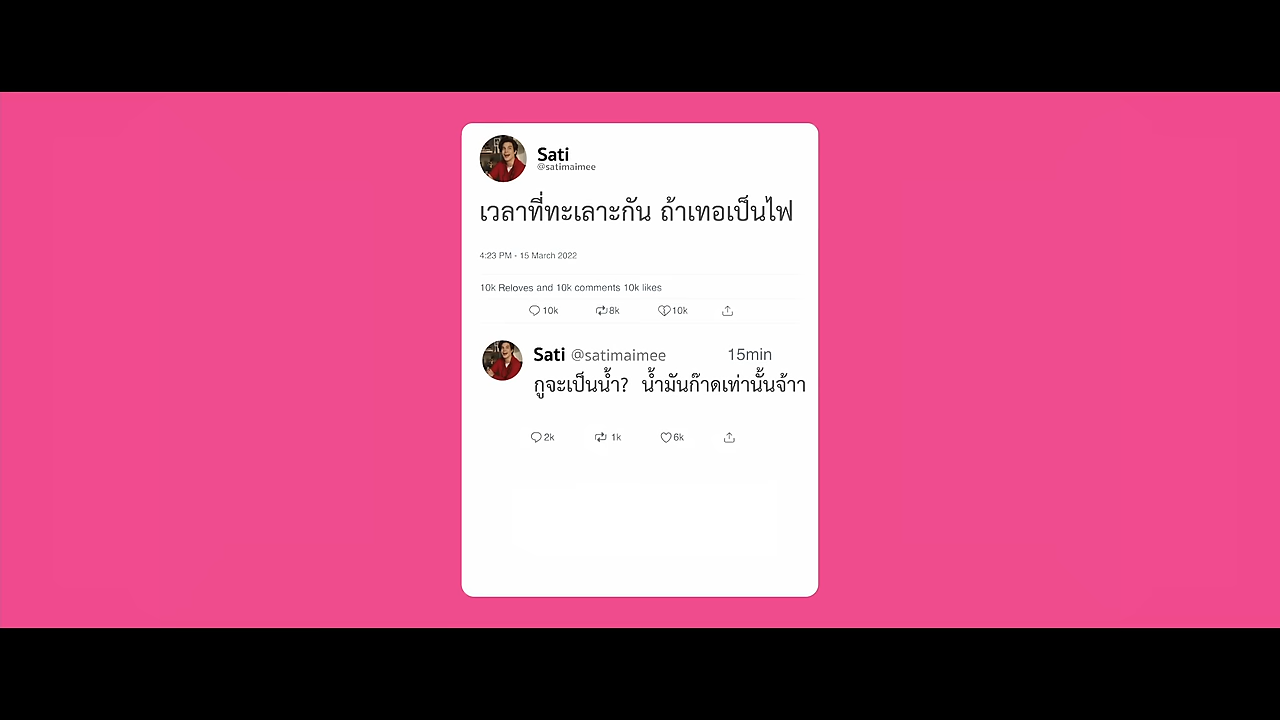 Sati
@satimaimee
เวลาที่ทะเลาะกัน ถ้าเทอเป็นไฟ
4:23 PM - 15 March 2022
10k Reloves and 10k comments 10k likes
10k 8k 10k
Sati @satimaimee 15min
กูจะเป็นน้ำ? น้ำมันก๊าดเท่านั้นจ้าา
2k 1k 6k